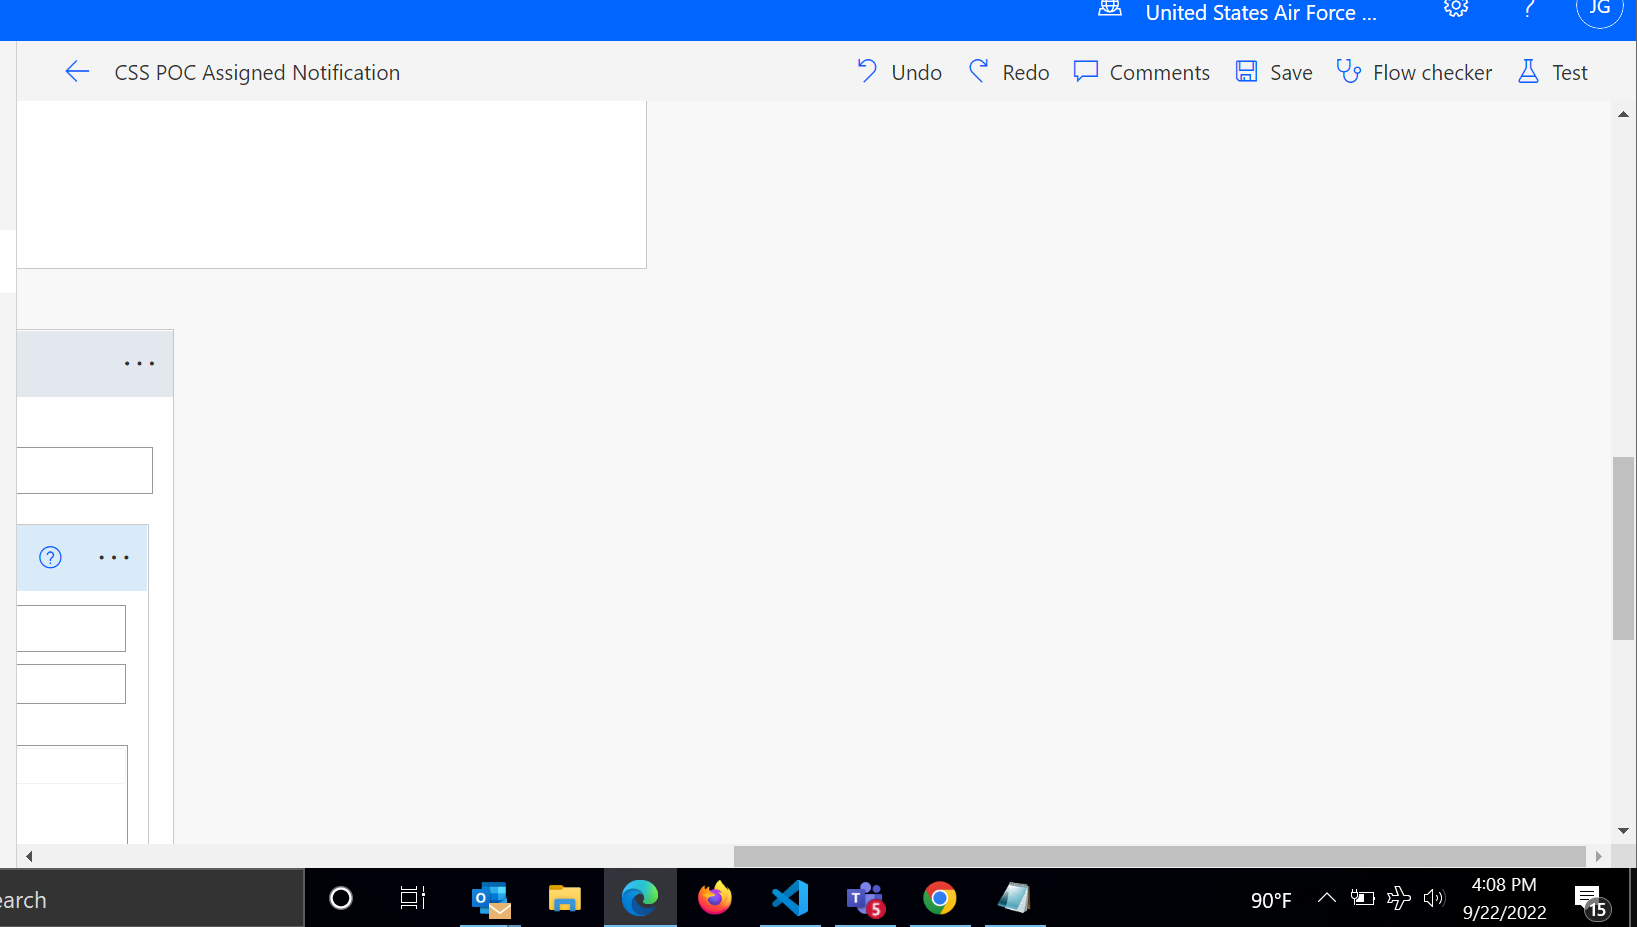 United States Air Force ...
?
JG
CSS POC Assigned Notification
Undo
Redo
Comments
Save
Flow checker
Test
...
?
...
earch
5
90°F
4:08 PM
9/22/2022
15